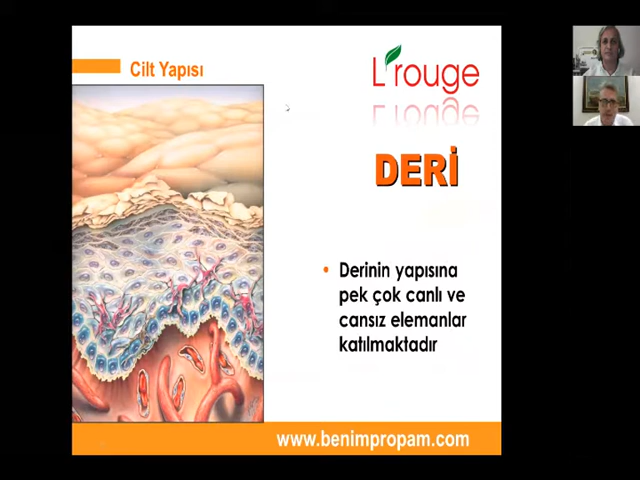 Cilt Yapısı
L'rouge
DERİ
• Derinin yapısına
pek çok canlı ve
cansız elemanlar
katılmaktadır
www.benimpropam.com